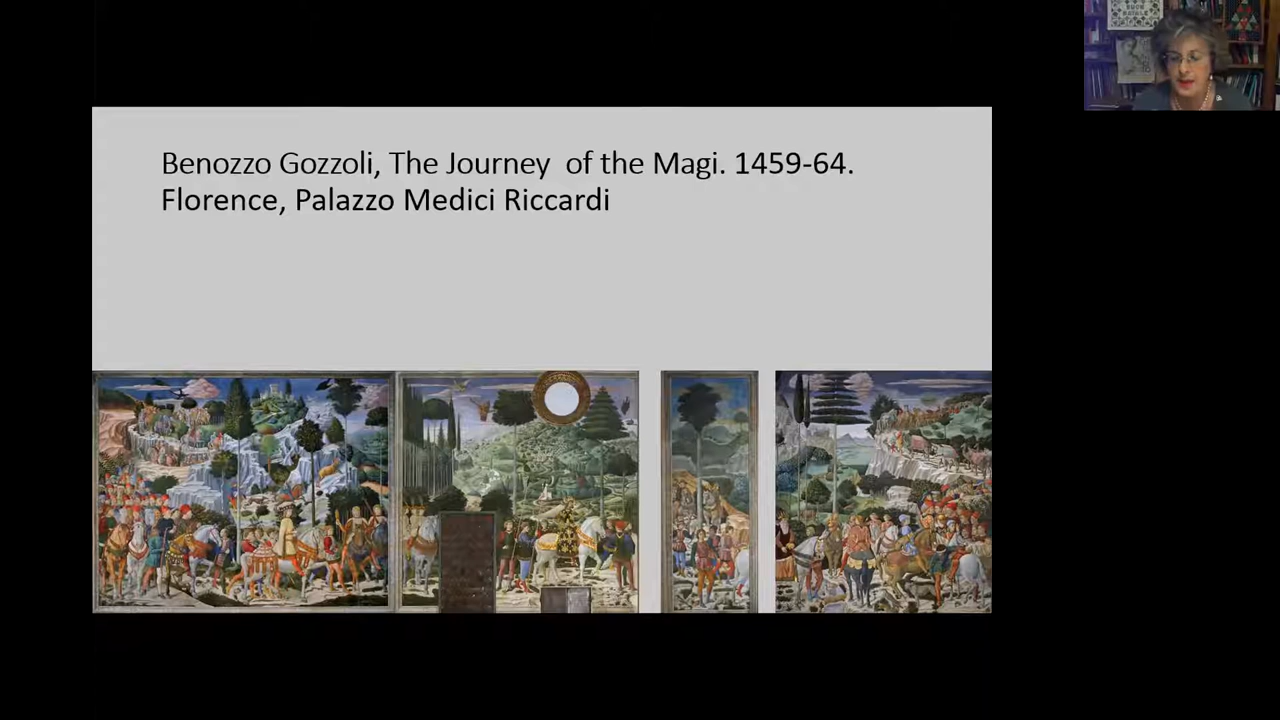 Benozzo Gozzoli, The Journey  of the Magi. 1459-64.
Florence, Palazzo Medici Riccardi